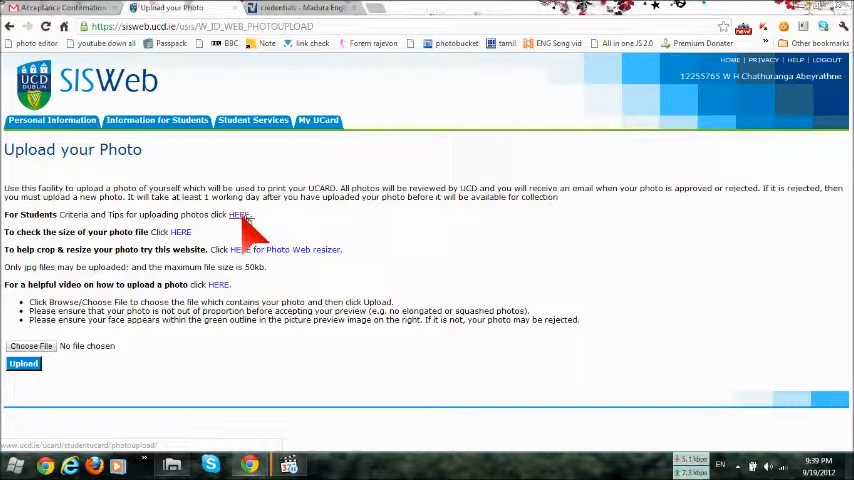 Acceptance Confirmation
Upload your Photo
credentials - Madura Eng
https://sisweb.ucd.ie/usis/W_ID_WEB_PHOTOUPLOAD
photo editor
youtube down all
Passpack
BBC
Note
link check
Forem rajevon
photobucket
tamil
ENG Song vid
All in one JS 2.0
Premium Donater
Other bookmarks
new!
UCD
DUBLIN
SISWeb
HOME | PRIVACY | HELP | LOGOUT
12255765 W H Chathuranga Abeyrathne
Personal Information
Information for Students
Student Services
My UCard
Upload your Photo
Use this facility to upload a photo of yourself which will be used to print your UCARD. All photos will be reviewed by UCD and you will receive an email when your photo is approved or rejected. If it is rejected, then
you must upload a new photo. It will take at least 1 working day after you have uploaded your photo before it will be available for collection
For Students Criteria and Tips for uploading photos click HERE.
To check the size of your photo file Click HERE
To help crop & resize your photo try this website. Click HERE for Photo Web resizer.
Only jpg files may be uploaded: and the maximum file size is 50kb.
For a helpful video on how to upload a photo click HERE.
Click Browse/Choose File to choose the file which contains your photo and then click Upload.
Please ensure that your photo is not out of proportion before accepting your preview (e.g. no elongated or squashed photos).
Please ensure your face appears within the green outline in the picture preview image on the right. If it is not, your photo may be rejected.
Choose File No file chosen
Upload
www.ucd.ie/ucard/studentucard/photoupload/
5.1 kbps
7.3 kbps
EN
9:39 PM
9/19/2012